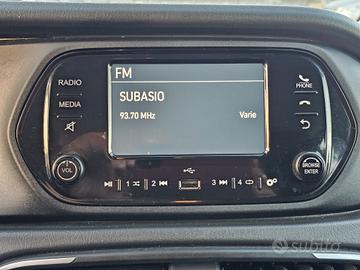 FM
RADIO
SUBASIO
PHONE
MEDIA
93.70 MHz Varie
VOL
BROWSE
ENTER
1 2 3 4
subito